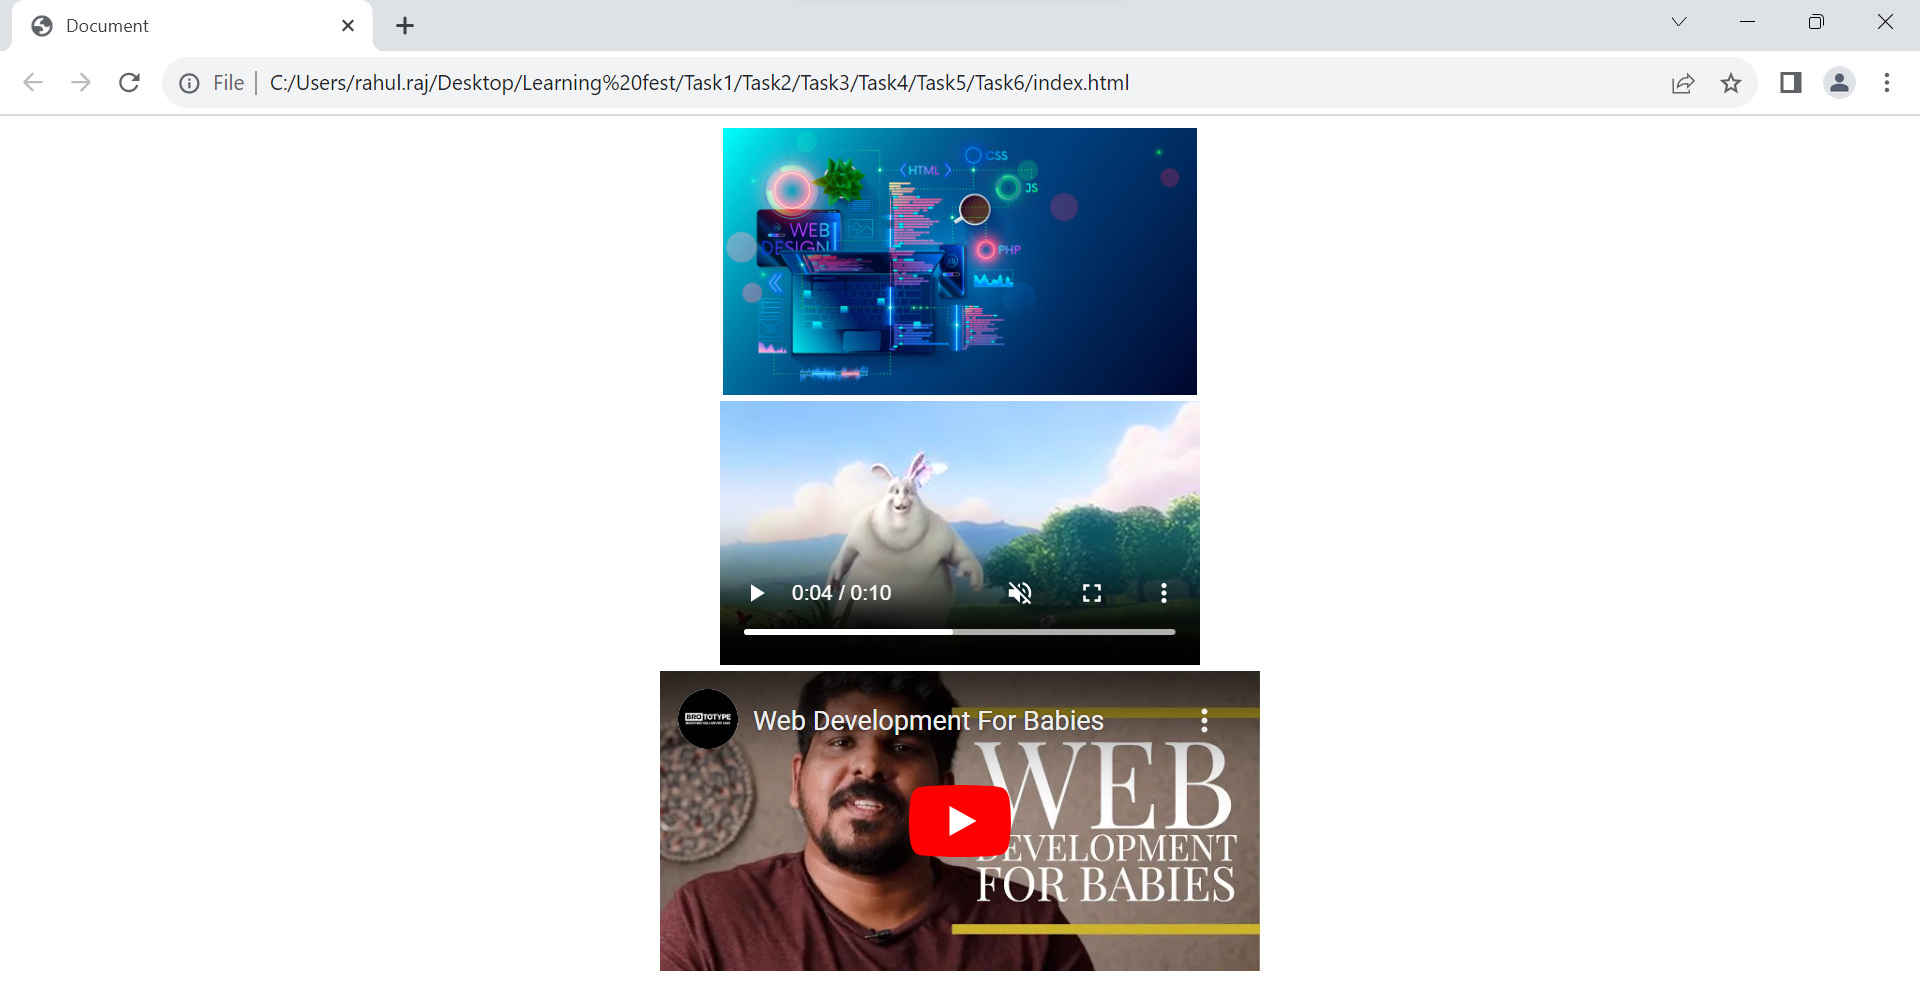 Document
File
C:/Users/rahul.raj/Desktop/Learning%20fest/Task1/Task2/Task3/Task4/Task5/Task6/index.html
CSS
HTML
JS
WEB
DESIGN
PHP
0:04 / 0:10
BROTOTYPE
Web Development For Babies
WEB
DEVELOPMENT
FOR BABIES